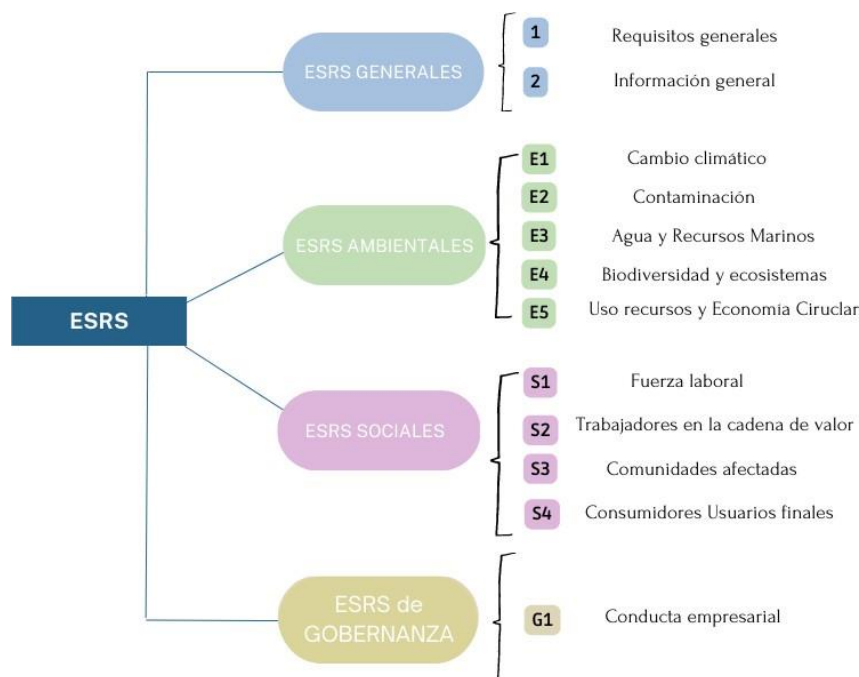 ESRS
ESRS GENERALES
1 Requisitos generales
2 Información general
ESRS AMBIENTALES
E1 Cambio climático
E2 Contaminación
E3 Agua y Recursos Marinos
E4 Biodiversidad y ecosistemas
E5 Uso recursos y Economía Ciruclar
ESRS SOCIALES
S1 Fuerza laboral
S2 Trabajadores en la cadena de valor
S3 Comunidades afectadas
S4 Consumidores Usuarios finales
ESRS de
GOBERNANZA
G1 Conducta empresarial